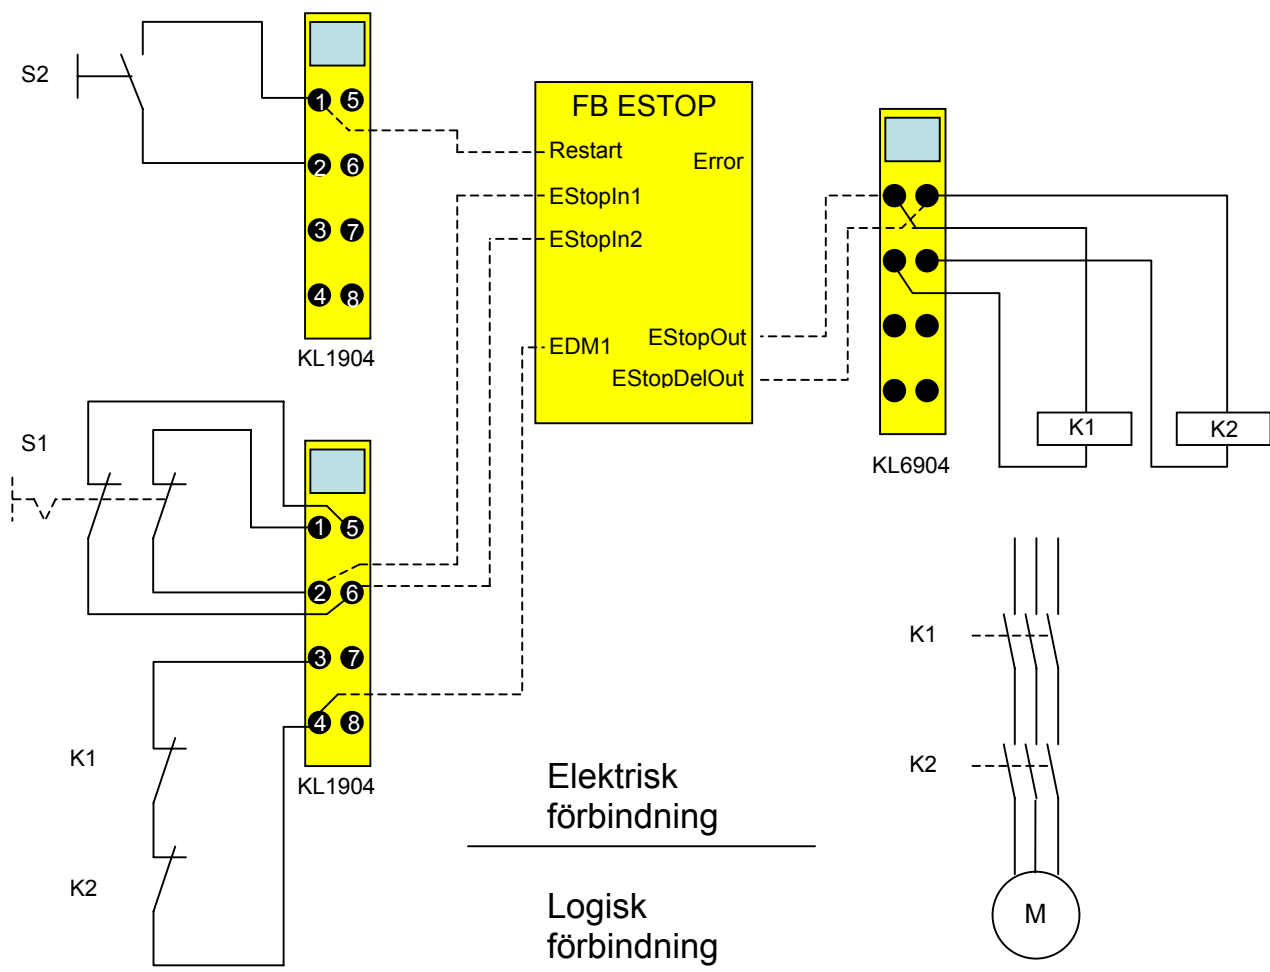 S2
1 5
2 6
3 7
4 8
KL1904
FB ESTOP
Restart
Error
EStopIn1
EStopIn2
EDM1
EStopOut
EStopDelOut
KL6904
K1
K2
S1
1 5
2 6
3 7
4 8
KL1904
K1
K2
Elektrisk
förbindning
Logisk
förbindning
K1
K2
M